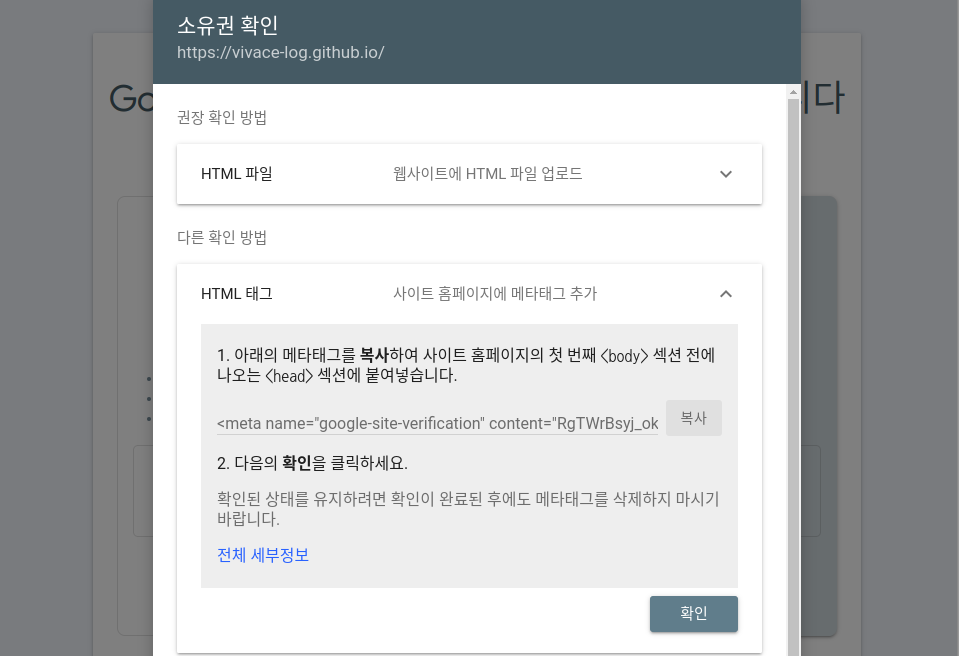 소유권 확인
https://vivace-log.github.io/
Go
니다
권장 확인 방법
HTML 파일 웹사이트에 HTML 파일 업로드
다른 확인 방법
HTML 태그 사이트 홈페이지에 메타태그 추가
1. 아래의 메타태그를 복사하여 사이트 홈페이지의 첫 번째 <body> 섹션 전에
나오는 <head> 섹션에 붙여넣습니다.
<meta name="google-site-verification" content="RgTWrBsyj_ok 복사
2. 다음의 확인을 클릭하세요.
확인된 상태를 유지하려면 확인이 완료된 후에도 메타태그를 삭제하지 마시기
바랍니다.
전체 세부정보
확인